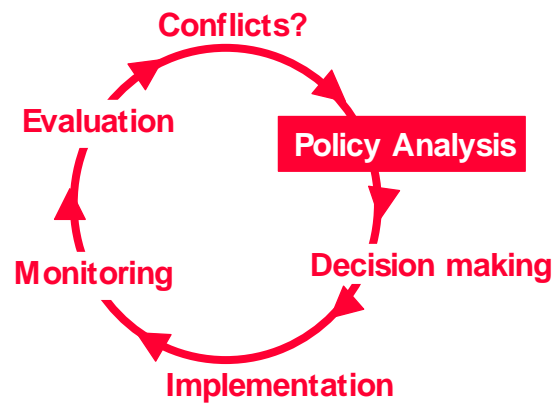 Conflicts?
Evaluation
Policy Analysis
Monitoring
Decision making
Implementation